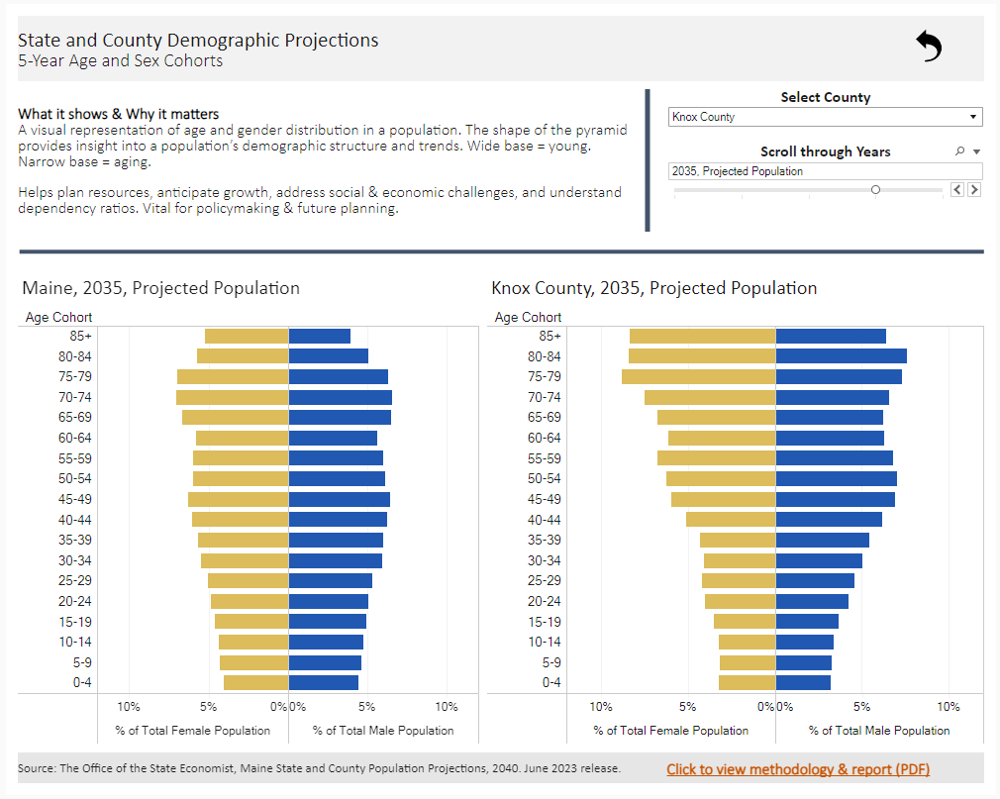 State and County Demographic Projections
5-Year Age and Sex Cohorts
What it shows & Why it matters
A visual representation of age and gender distribution in a population. The shape of the pyramid
provides insight into a population’s demographic structure and trends. Wide base = young.
Narrow base = aging.
Helps plan resources, anticipate growth, address social & economic challenges, and understand
dependency ratios. Vital for policymaking & future planning.
Select County
Knox County
Scroll through Years
2035, Projected Population
Maine, 2035, Projected Population
Age Cohort
85+
80-84
75-79
70-74
65-69
60-64
55-59
50-54
45-49
40-44
35-39
30-34
25-29
20-24
15-19
10-14
5-9
0-4
10% 5% 0% 0% 5% 10%
% of Total Female Population % of Total Male Population
Knox County, 2035, Projected Population
Age Cohort
85+
80-84
75-79
70-74
65-69
60-64
55-59
50-54
45-49
40-44
35-39
30-34
25-29
20-24
15-19
10-14
5-9
0-4
10% 5% 0% 0% 5% 10%
% of Total Female Population % of Total Male Population
Source: The Office of the State Economist, Maine State and County Population Projections, 2040. June 2023 release.
Click to view methodology & report (PDF)